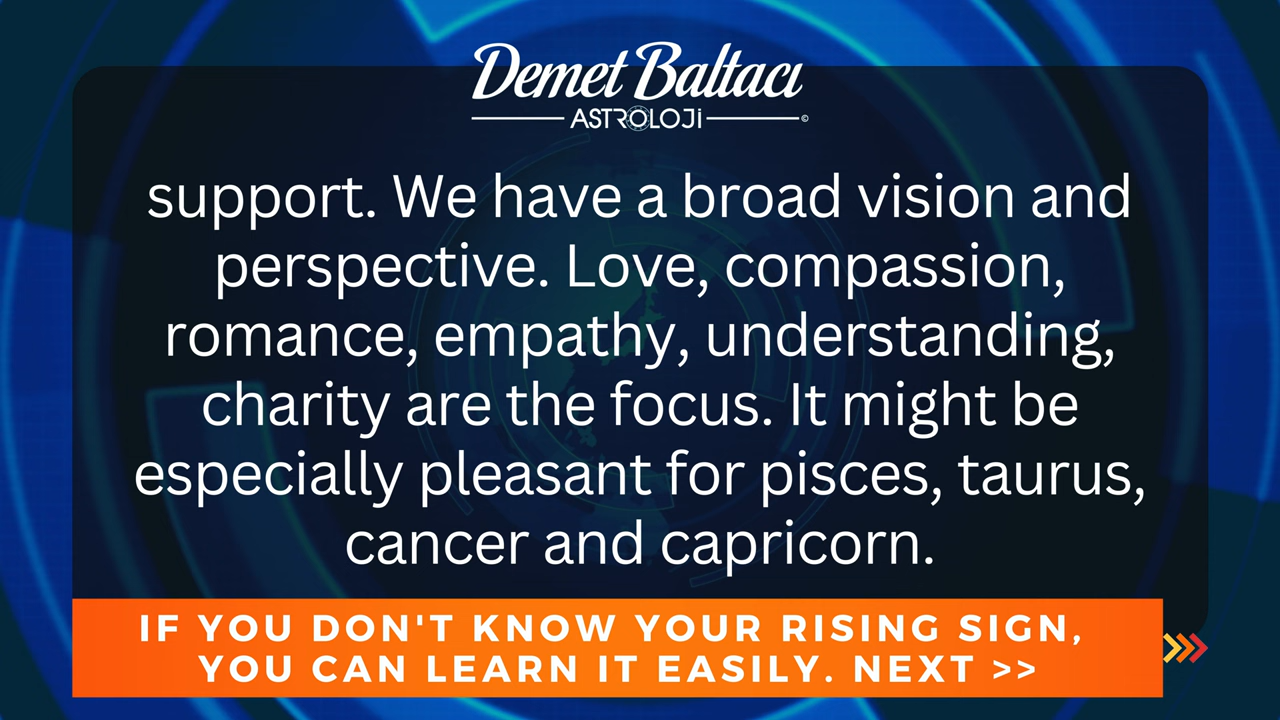 Demet Baltacı
ASTROLOJi ©
support. We have a broad vision and
perspective. Love, compassion,
romance, empathy, understanding,
charity are the focus. It might be
especially pleasant for pisces, taurus,
cancer and capricorn.
IF YOU DON'T KNOW YOUR RISING SIGN,
YOU CAN LEARN IT EASILY. NEXT >>